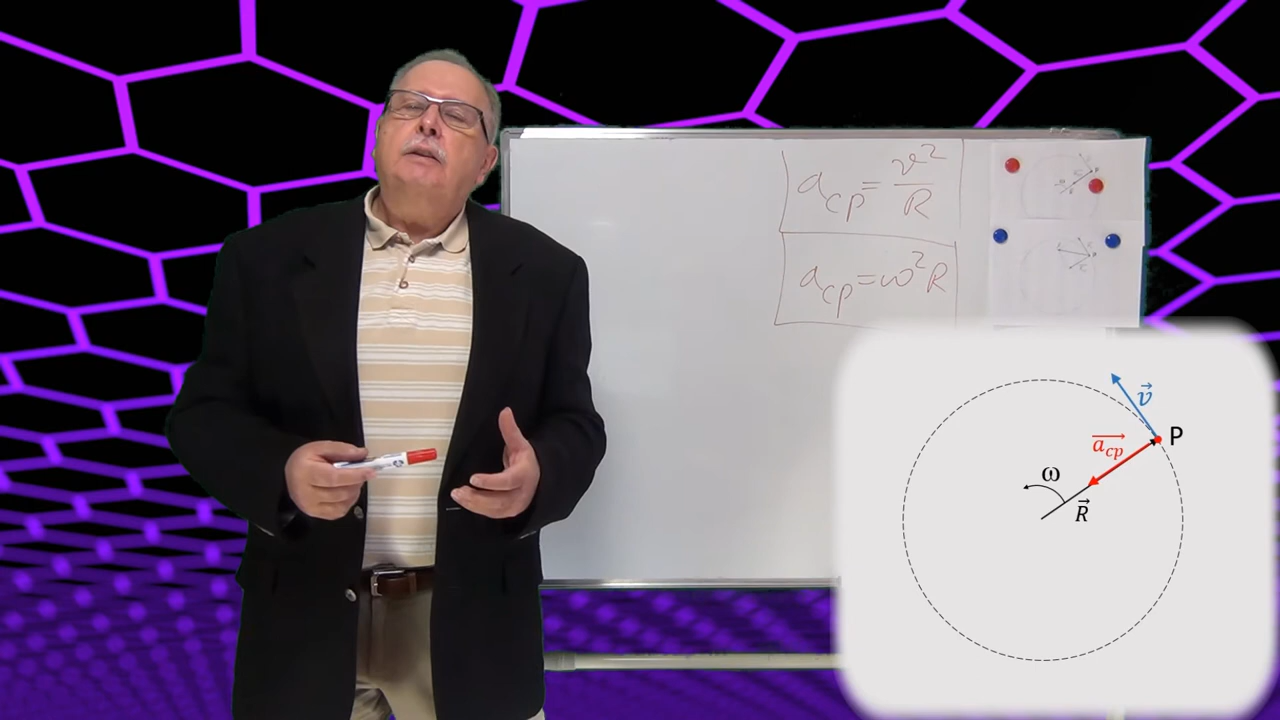 a_cp = v²/R
a_cp = ω²R
v⃗
P
a_cp⃗
ω
R⃗